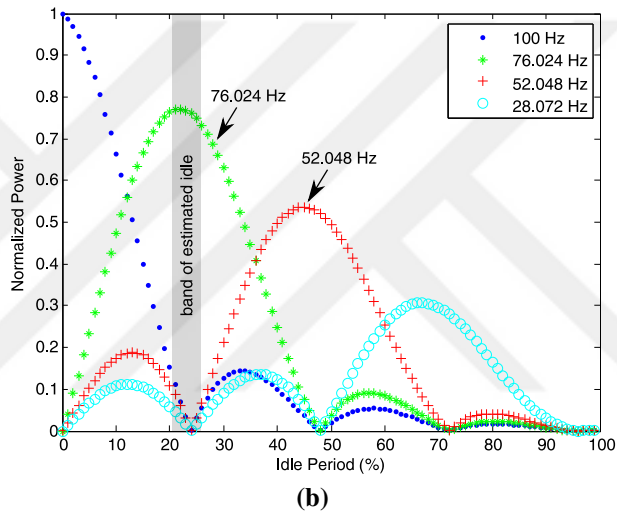 1
0.9
0.8
0.7
0.6
0.5
0.4
0.3
0.2
0.1
0
Normalized Power
100 Hz
76.024 Hz
52.048 Hz
28.072 Hz
76.024 Hz
52.048 Hz
band of estimated idle
0 10 20 30 40 50 60 70 80 90 100
Idle Period (%)
(b)